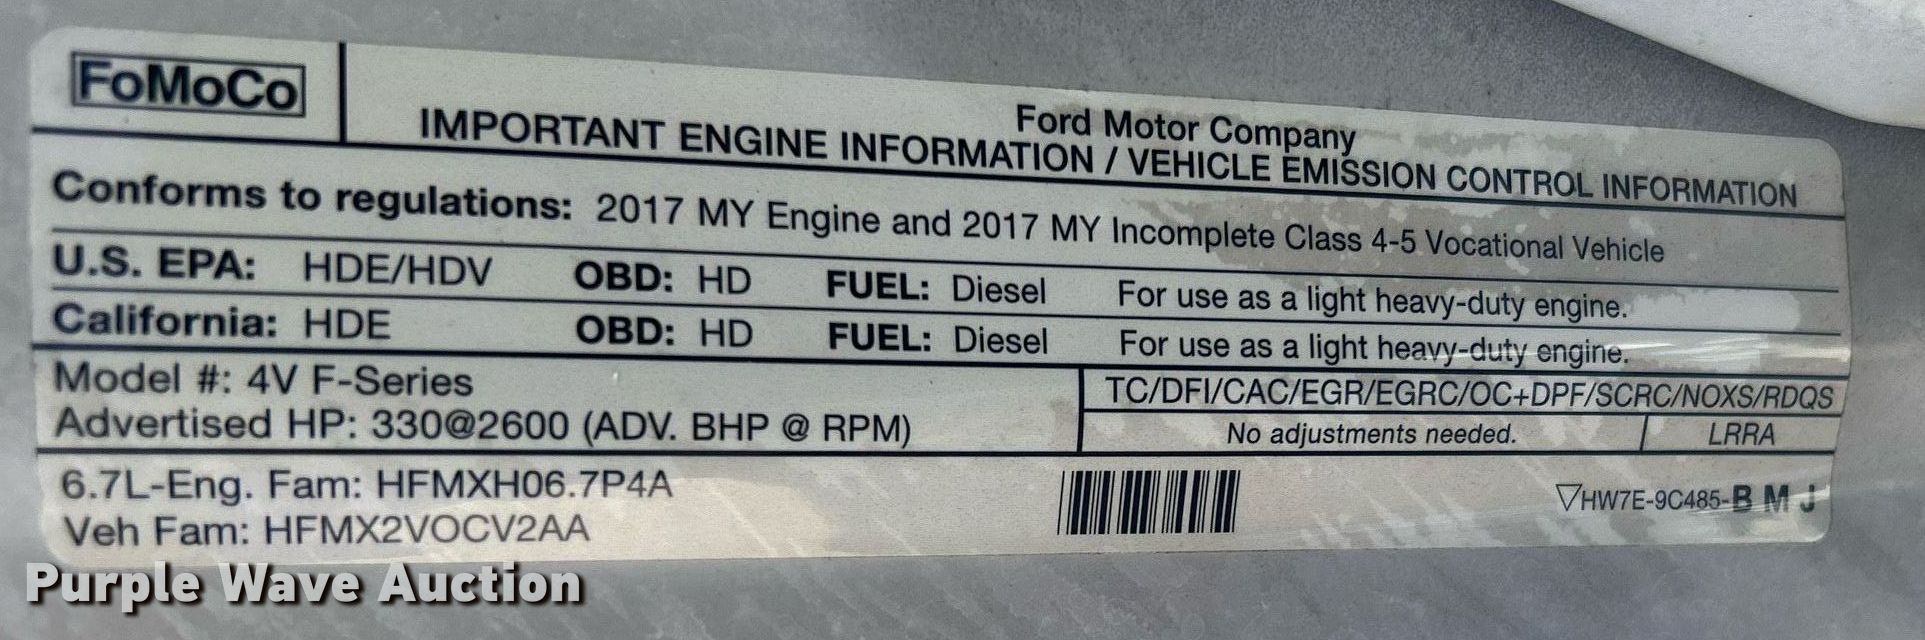 FoMoCo
Ford Motor Company
IMPORTANT ENGINE INFORMATION / VEHICLE EMISSION CONTROL INFORMATION
Conforms to regulations: 2017 MY Engine and 2017 MY Incomplete Class 4-5 Vocational Vehicle
U.S. EPA: HDE/HDV OBD: HD FUEL: Diesel For use as a light heavy-duty engine.
California: HDE OBD: HD FUEL: Diesel For use as a light heavy-duty engine.
Model #: 4V F-Series
TC/DFI/CAC/EGR/EGRC/OC+DPF/SCRC/NOXS/RDQS
Advertised HP: 330@2600 (ADV. BHP @ RPM)
No adjustments needed. LRRA
6.7L-Eng. Fam: HFMXH06.7P4A
▽HW7E-9C485-B M J
Veh Fam: HFMX2VOCV2AA
Purple Wave Auction